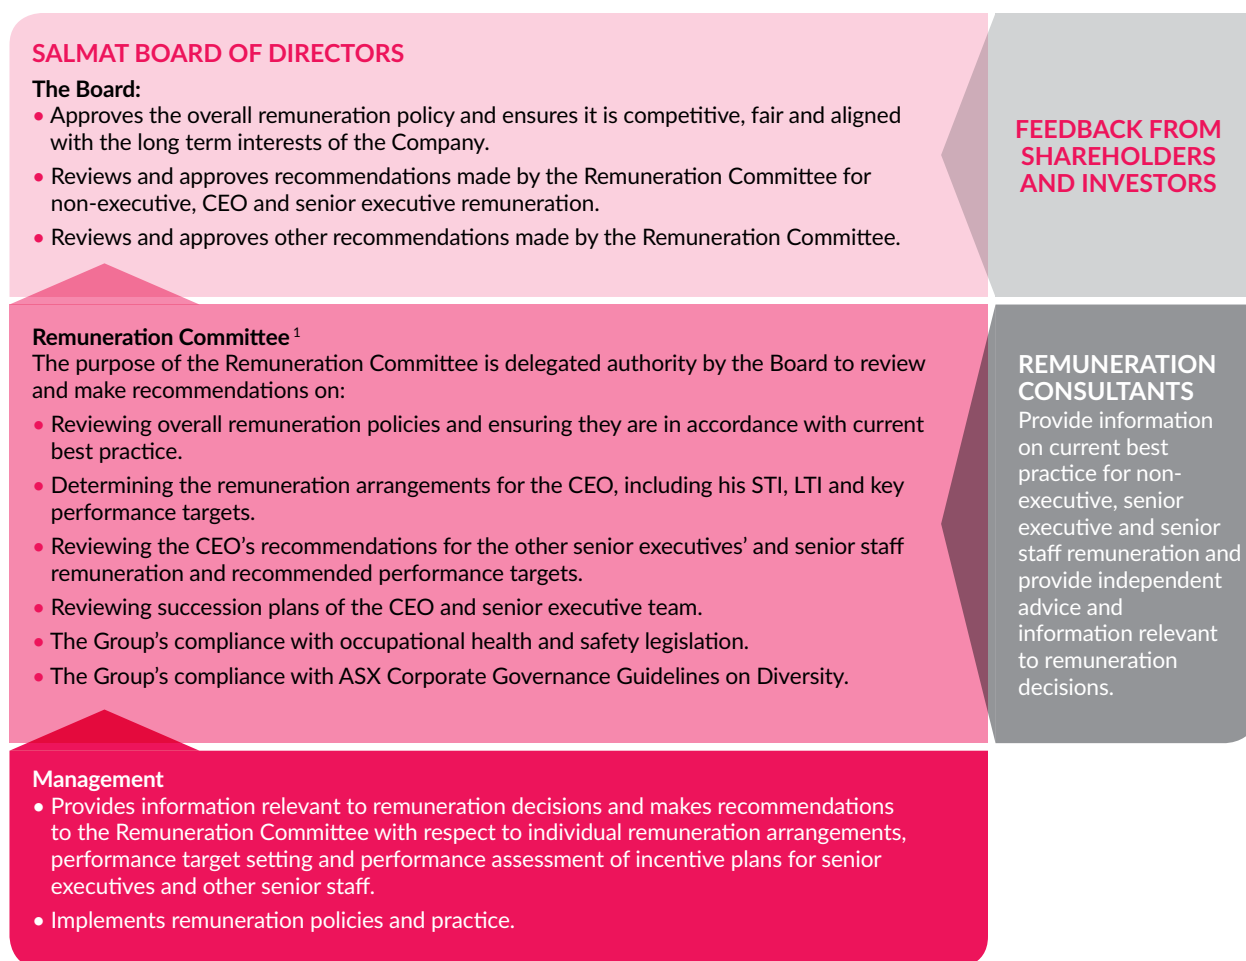 SALMAT BOARD OF DIRECTORS
The Board:
• Approves the overall remuneration policy and ensures it is competitive, fair and aligned
with the long term interests of the Company.
• Reviews and approves recommendations made by the Remuneration Committee for
non-executive, CEO and senior executive remuneration.
• Reviews and approves other recommendations made by the Remuneration Committee.
FEEDBACK FROM
SHAREHOLDERS
AND INVESTORS
Remuneration Committee 1
The purpose of the Remuneration Committee is delegated authority by the Board to review
and make recommendations on:
• Reviewing overall remuneration policies and ensuring they are in accordance with current
best practice.
• Determining the remuneration arrangements for the CEO, including his STI, LTI and key
performance targets.
• Reviewing the CEO’s recommendations for the other senior executives’ and senior staff
remuneration and recommended performance targets.
• Reviewing succession plans of the CEO and senior executive team.
• The Group’s compliance with occupational health and safety legislation.
• The Group’s compliance with ASX Corporate Governance Guidelines on Diversity.
REMUNERATION
CONSULTANTS
Provide information
on current best
practice for non-
executive, senior
executive and senior
staff remuneration and
provide independent
advice and
information relevant
to remuneration
decisions.
Management
• Provides information relevant to remuneration decisions and makes recommendations
to the Remuneration Committee with respect to individual remuneration arrangements,
performance target setting and performance assessment of incentive plans for senior
executives and other senior staff.
• Implements remuneration policies and practice.